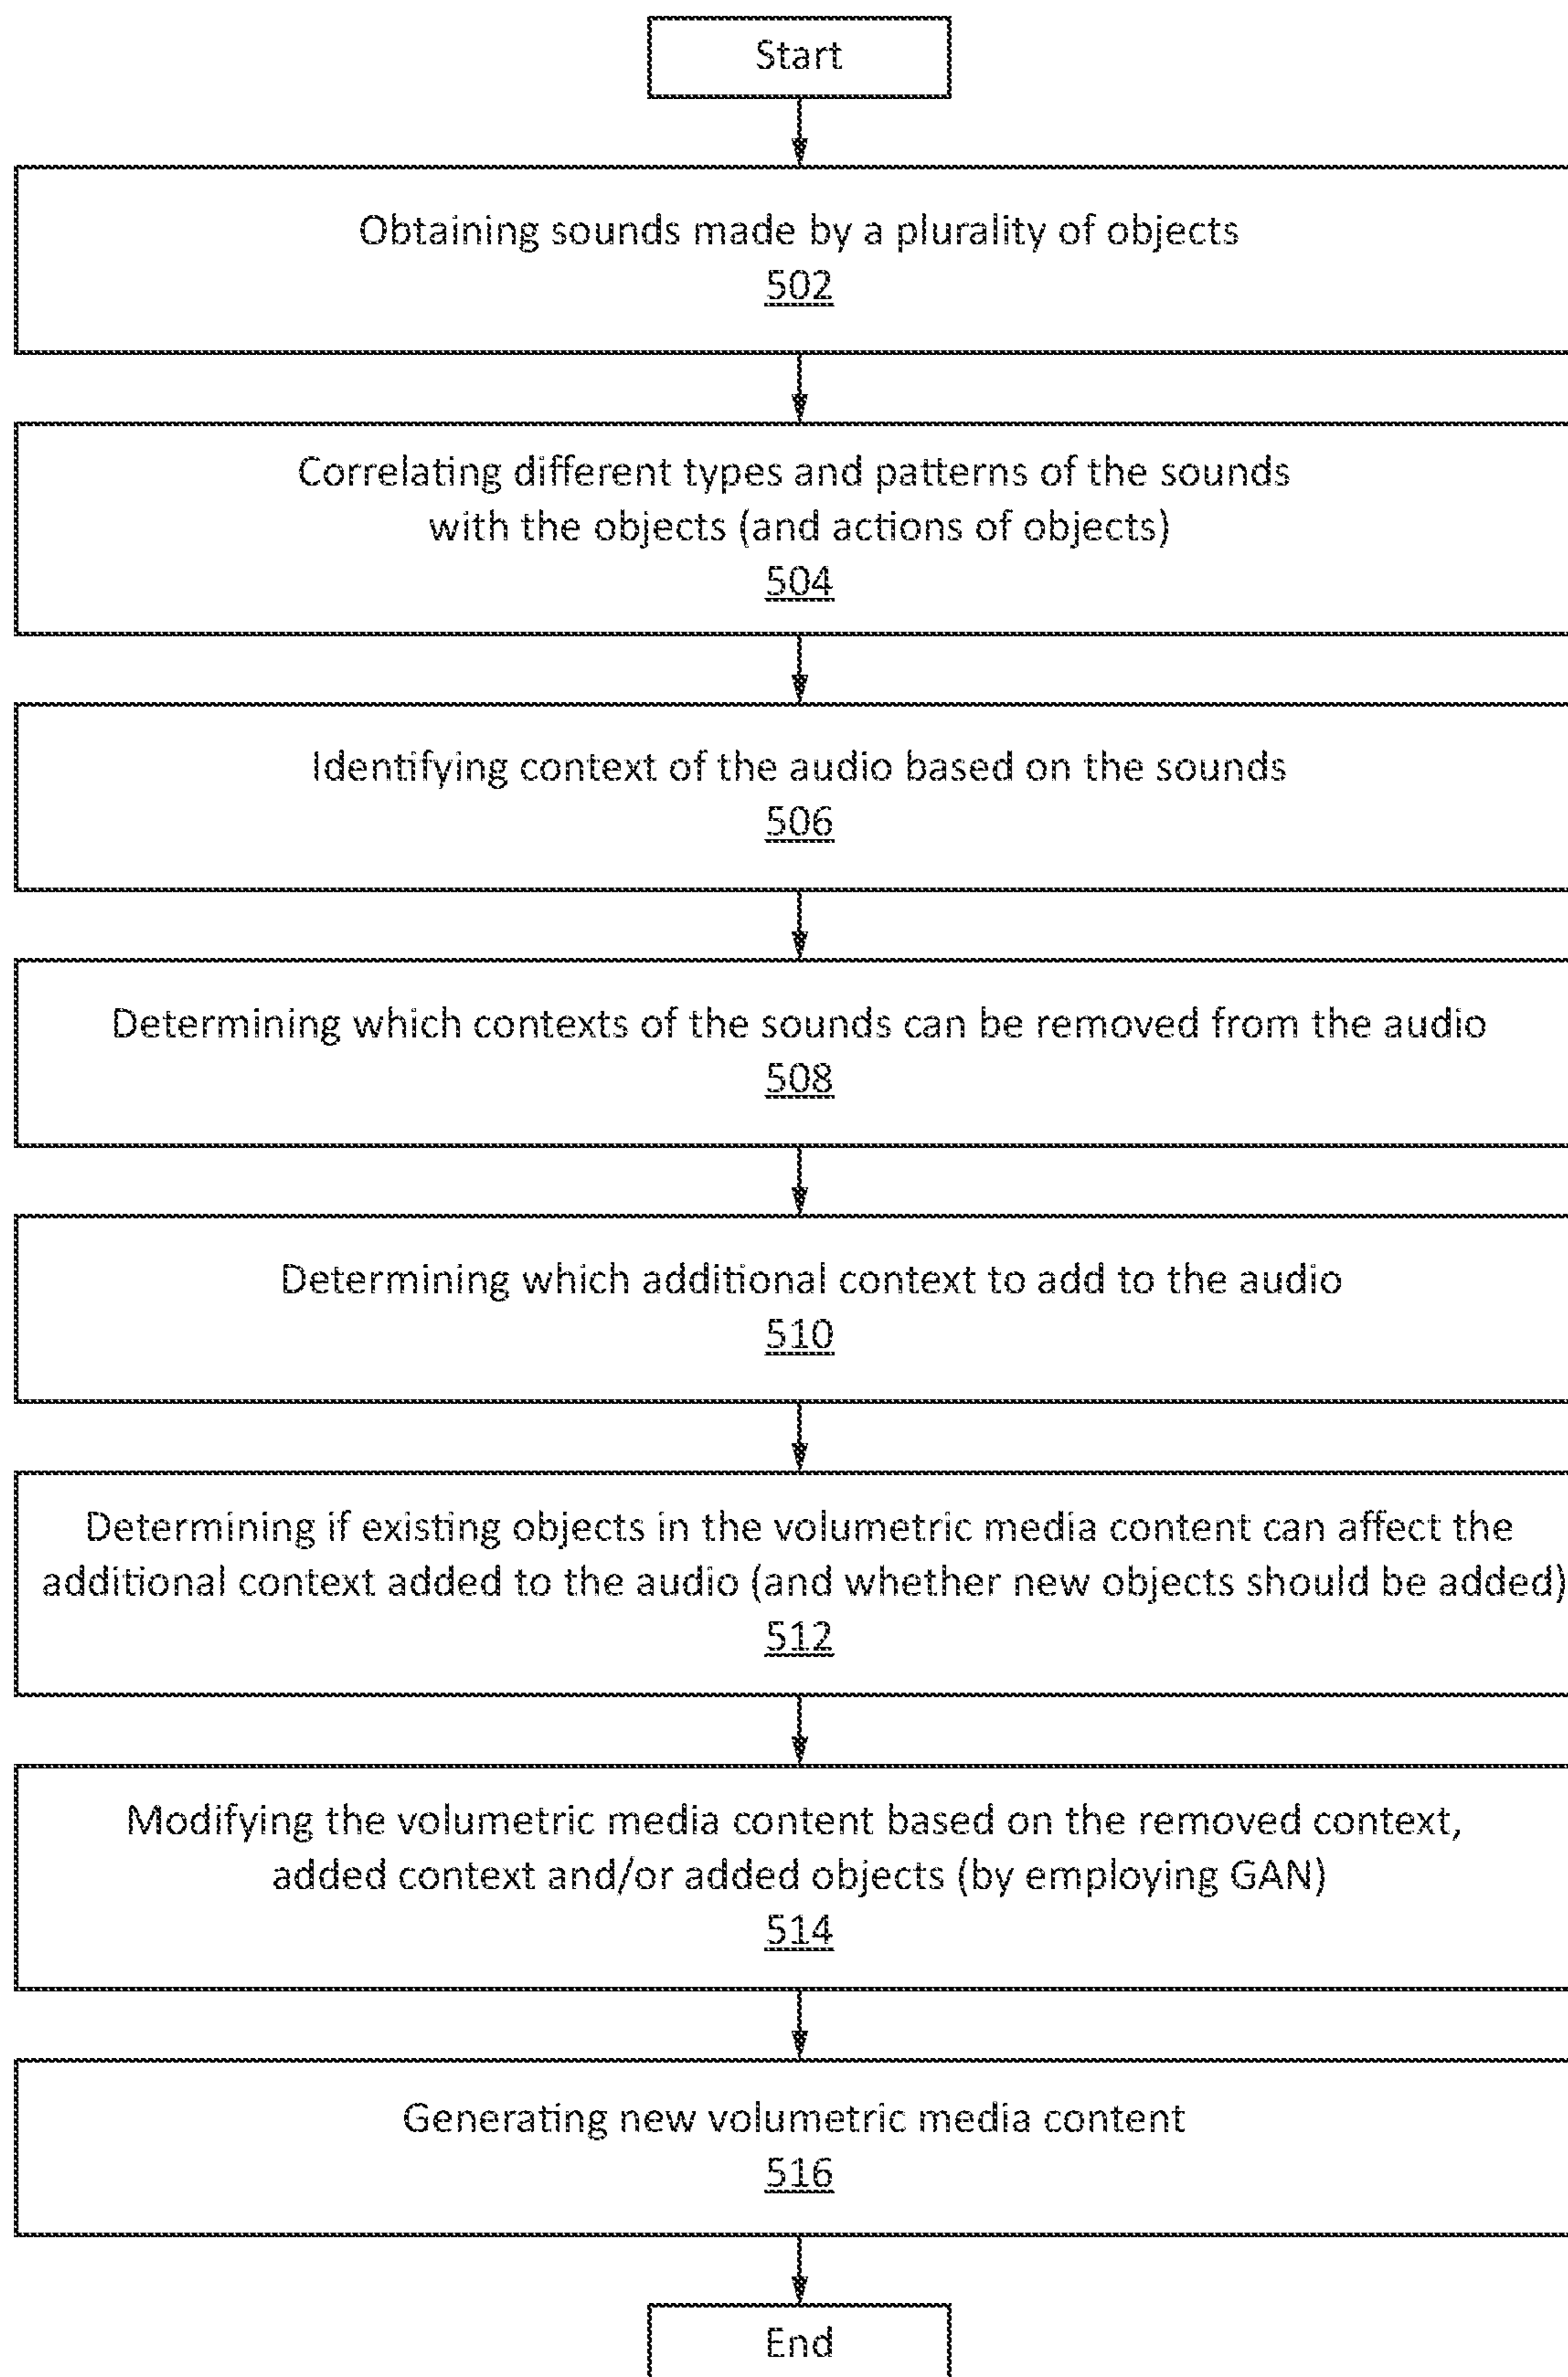 Start
Obtaining sounds made by a plurality of objects
502
Correlating different types and patterns of the sounds
with the objects (and actions of objects)
504
Identifying context of the audio based on the sounds
506
Determining which contexts of the sounds can be removed from the audio
508
Determining which additional context to add to the audio
510
Determining if existing objects in the volumetric media content can affect the
additional context added to the audio (and whether new objects should be added)
512
Modifying the volumetric media content based on the removed context,
added context and/or added objects (by employing GAN)
514
Generating new volumetric media content
516
End